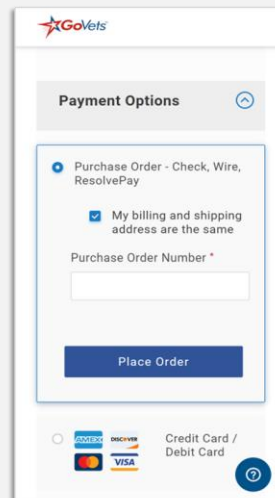 GoVets
Payment Options
Purchase Order - Check, Wire,
ResolvePay
My billing and shipping
address are the same
Purchase Order Number *
Place Order
AMEX DISCOVER
VISA
Credit Card /
Debit Card
?